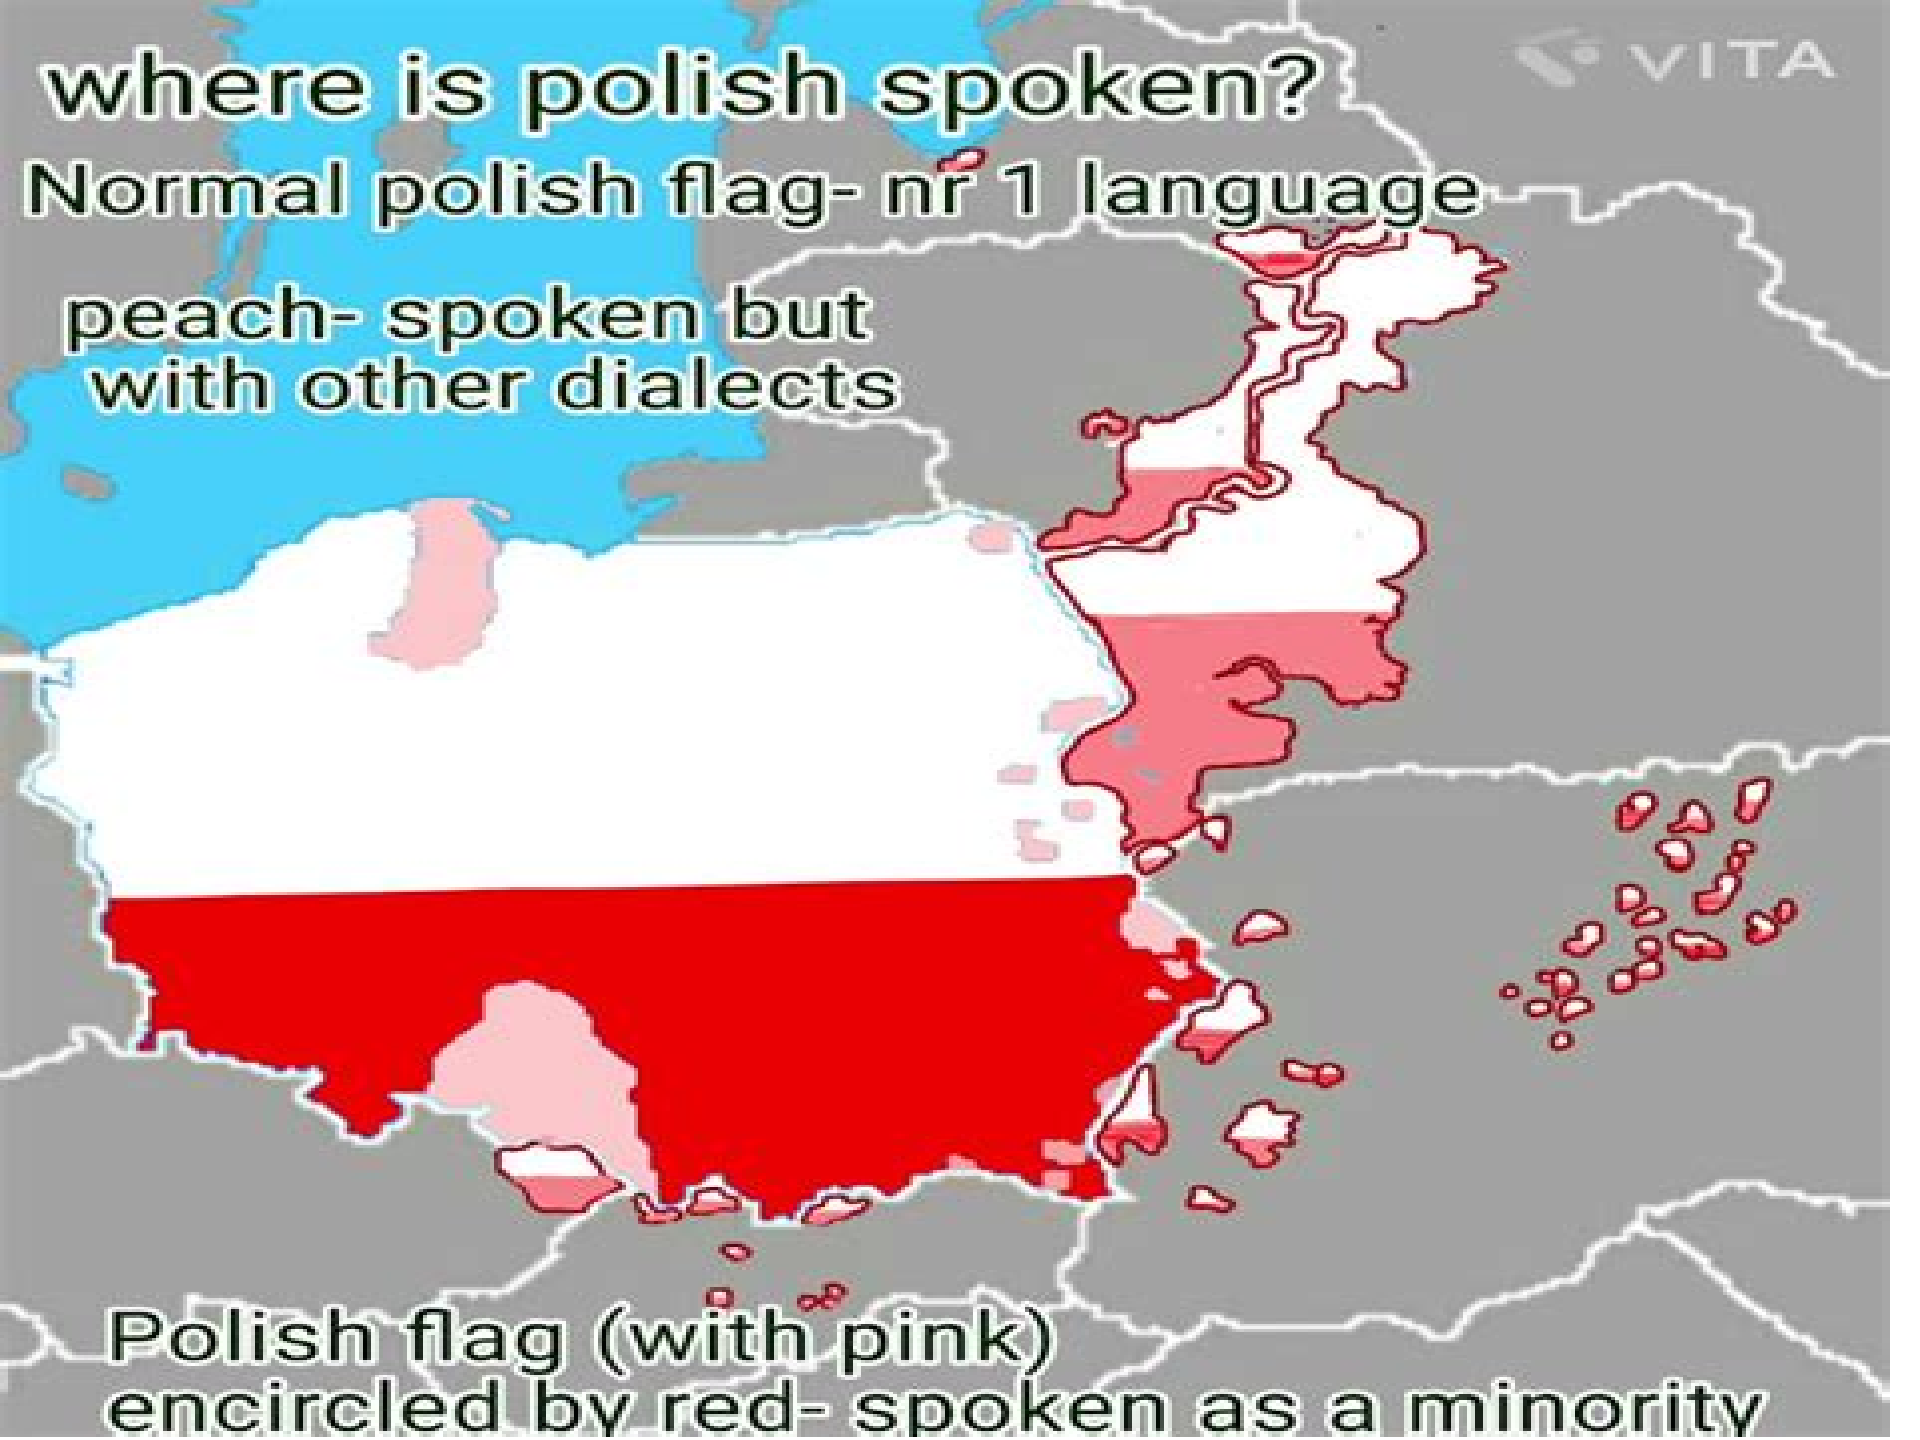 where is polish spoken?
VITA
Normal polish flag- nr 1 language
peach- spoken but
with other dialects
Polish flag (with pink)
encircled by red- spoken as a minority